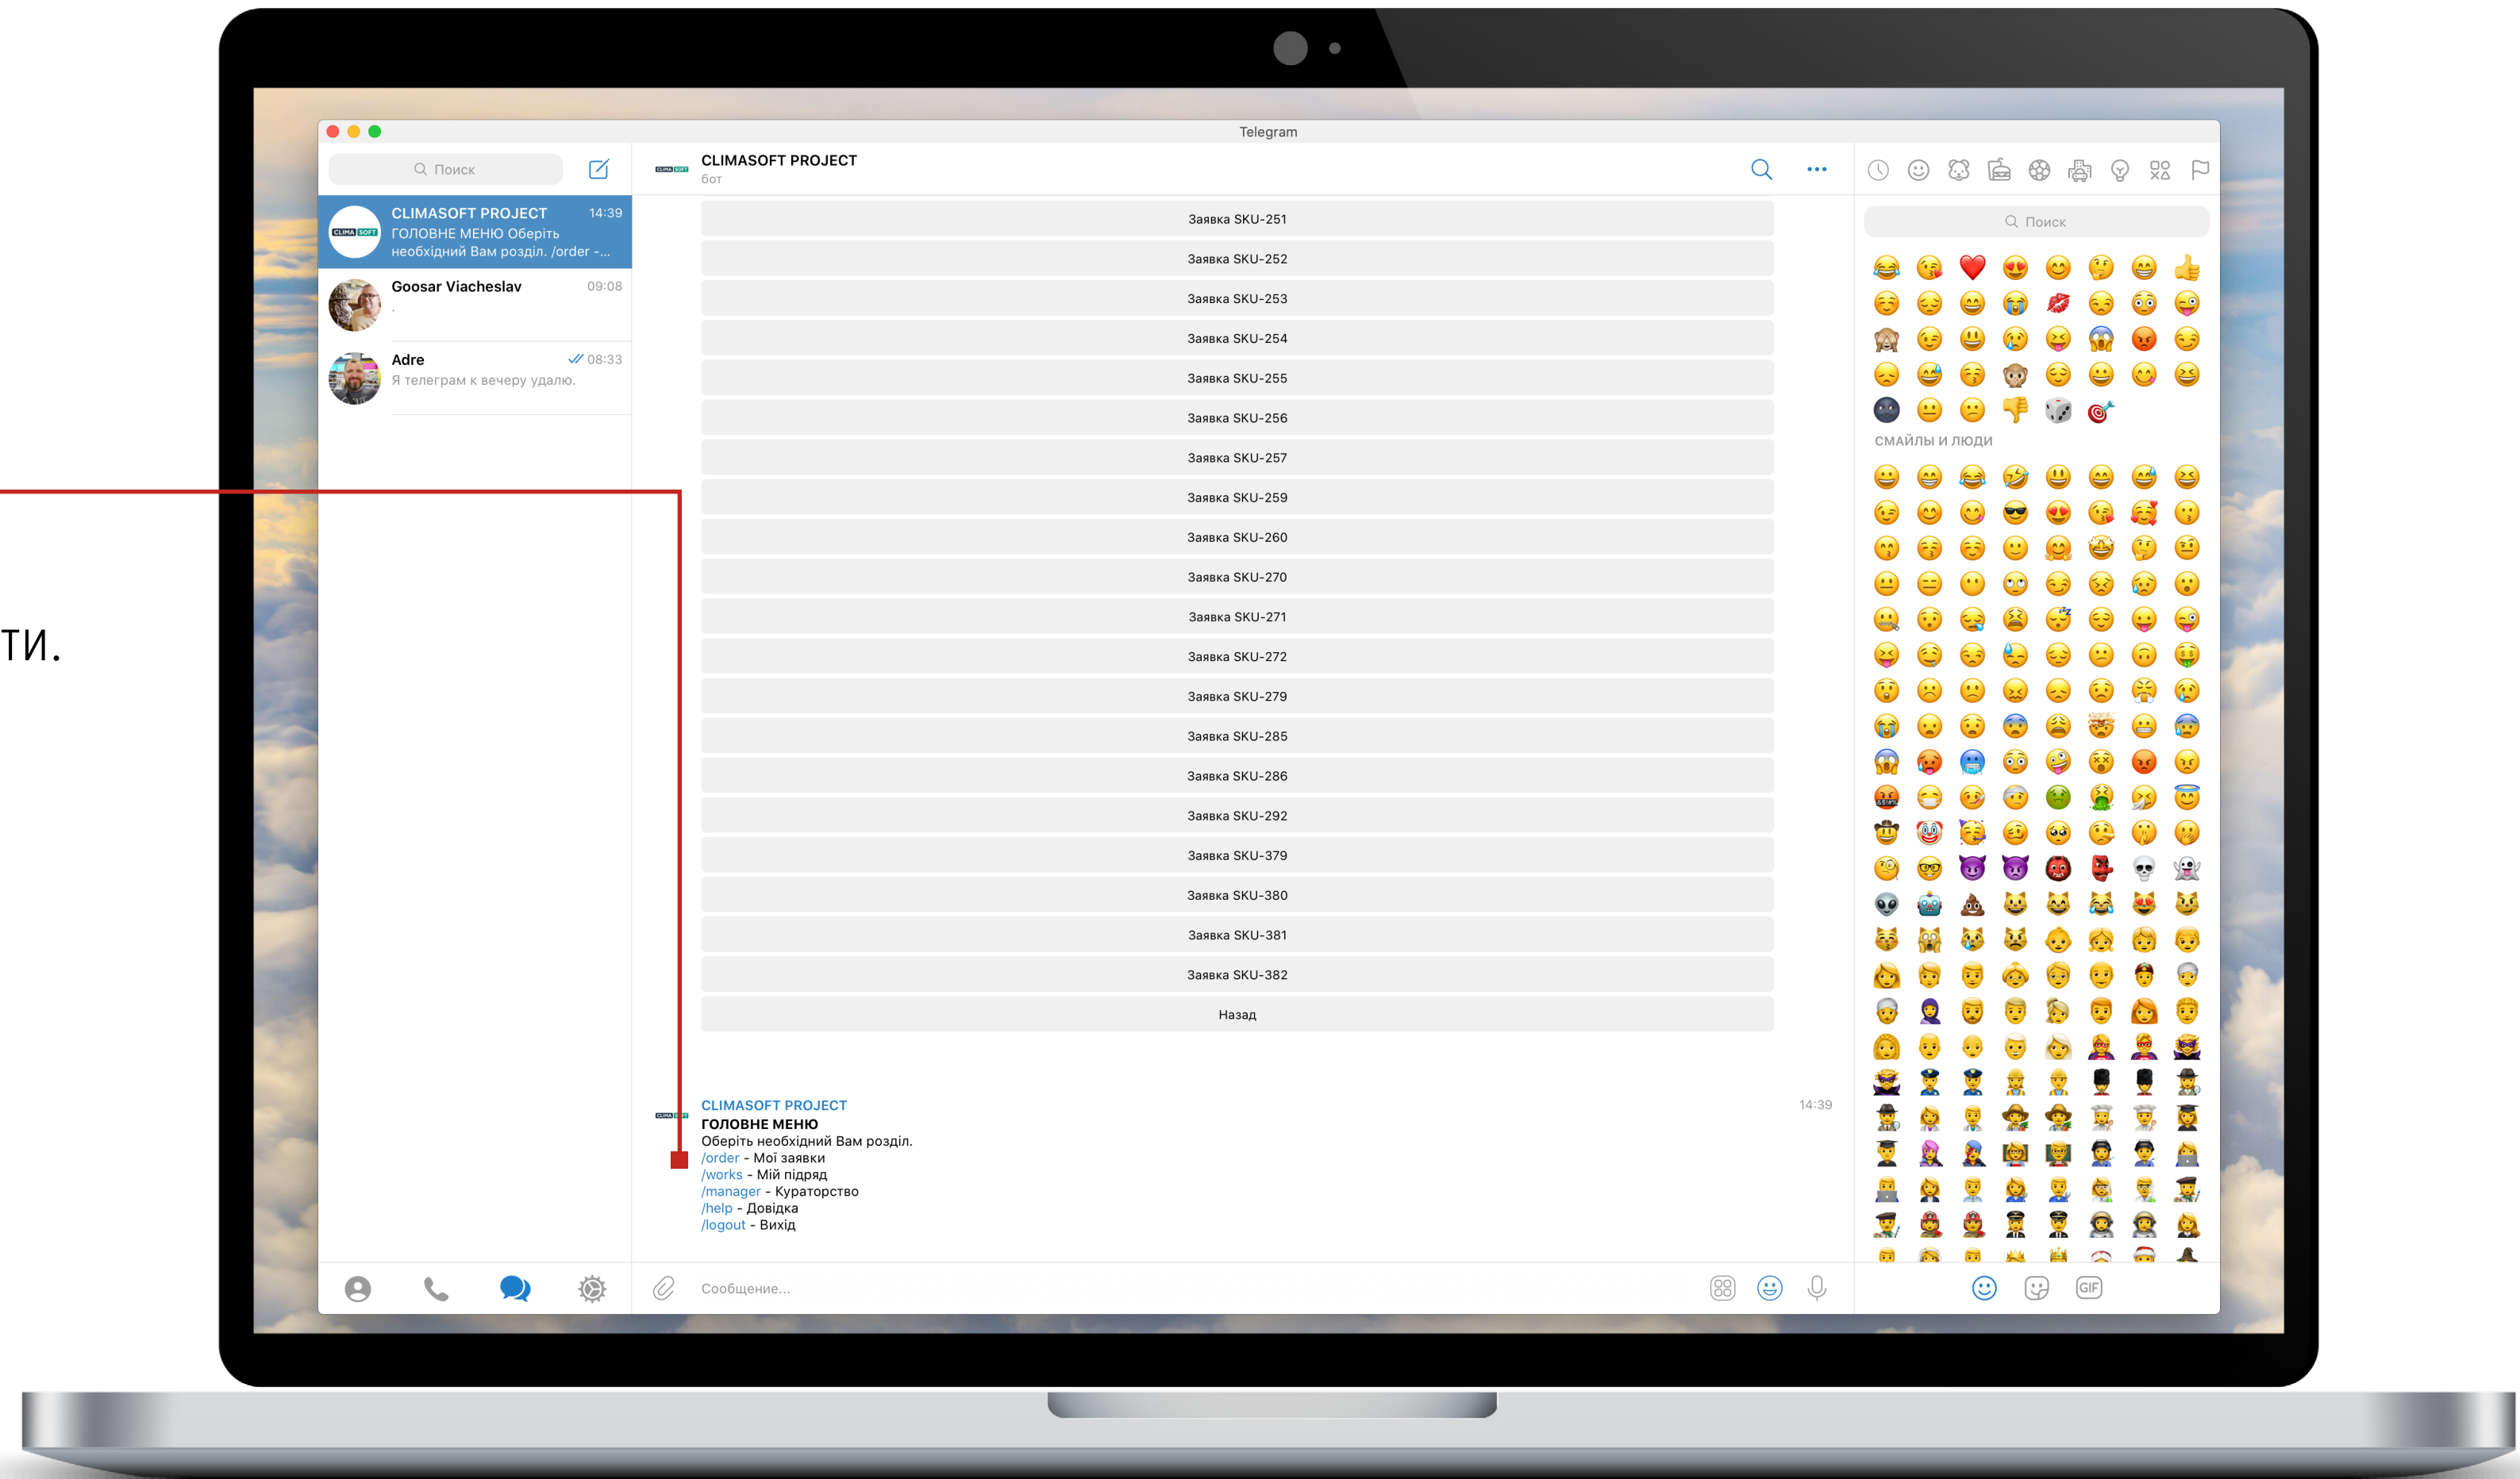 Telegram
Поиск
CLIMASOFT PROJECT
14:39
ГОЛОВНЕ МЕНЮ Оберіть
необхідний Вам розділ. /order -...
CLIMA SOFT
Goosar Viacheslav
09:08
.
Adre
08:33
Я телеграм к вечеру удалю.
ТИ.
CLIMA SOFT
CLIMASOFT PROJECT
бот
Заявка SKU-251
Заявка SKU-252
Заявка SKU-253
Заявка SKU-254
Заявка SKU-255
Заявка SKU-256
Заявка SKU-257
Заявка SKU-259
Заявка SKU-260
Заявка SKU-270
Заявка SKU-271
Заявка SKU-272
Заявка SKU-279
Заявка SKU-285
Заявка SKU-286
Заявка SKU-292
Заявка SKU-379
Заявка SKU-380
Заявка SKU-381
Заявка SKU-382
Назад
CLIMASOFT PROJECT
14:39
ГОЛОВНЕ МЕНЮ
Оберіть необхідний Вам розділ.
/order - Мої заявки
/works - Мій підряд
/manager - Кураторство
/help - Довідка
/logout - Вихід
Сообщение...
Поиск
СМАЙЛЫ И ЛЮДИ
GIF